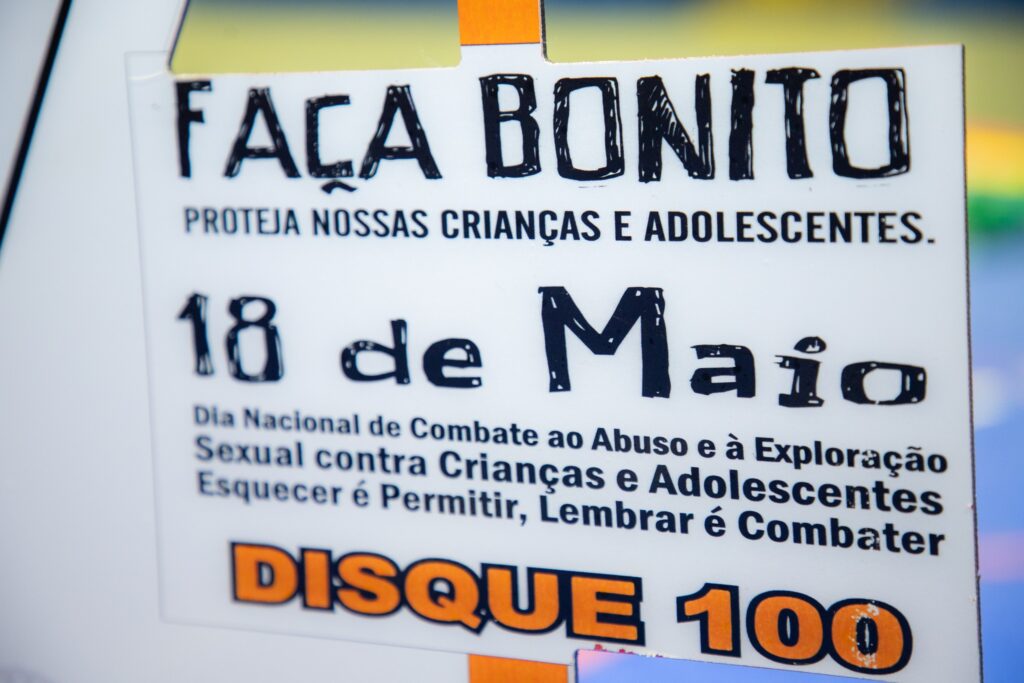 FAÇA BONITO
PROTEJA NOSSAS CRIANÇAS E ADOLESCENTES.
18 de Maio
Dia Nacional de Combate ao Abuso e à Exploração
Sexual contra Crianças e Adolescentes
Esquecer é Permitir, Lembrar é Combater
DISQUE 100